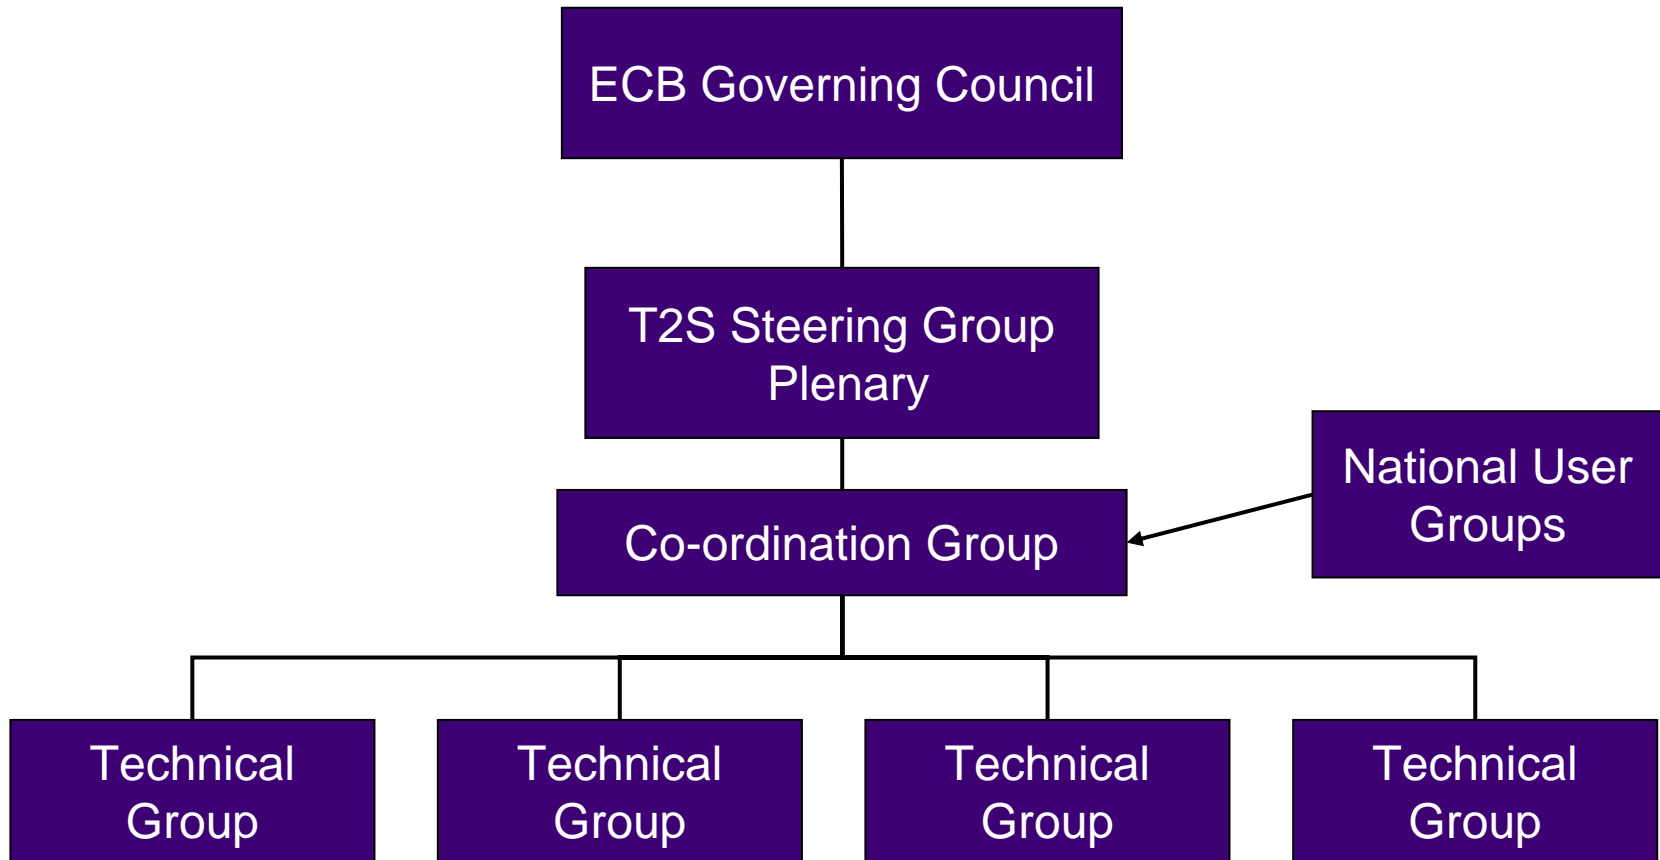 ECB Governing Council
T2S Steering Group
Plenary
National User
Groups
Co-ordination Group
Technical
Group
Technical
Group
Technical
Group
Technical
Group